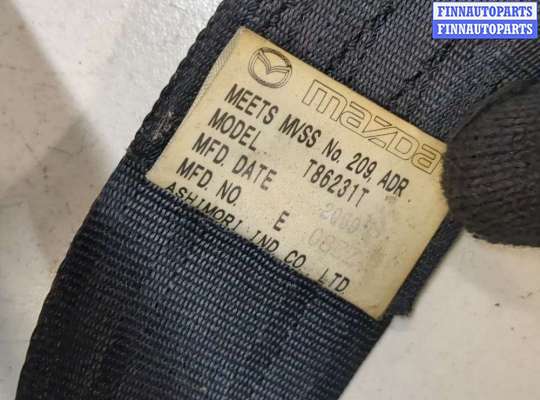 FINNAUTOPARTS
FINNAUTOPARTS
mazda
MEETS MVSS No. 209, ADR
MODEL T86231T
MFD. DATE
MFD. NO. E
ASHIMORI IND CO. LTD.